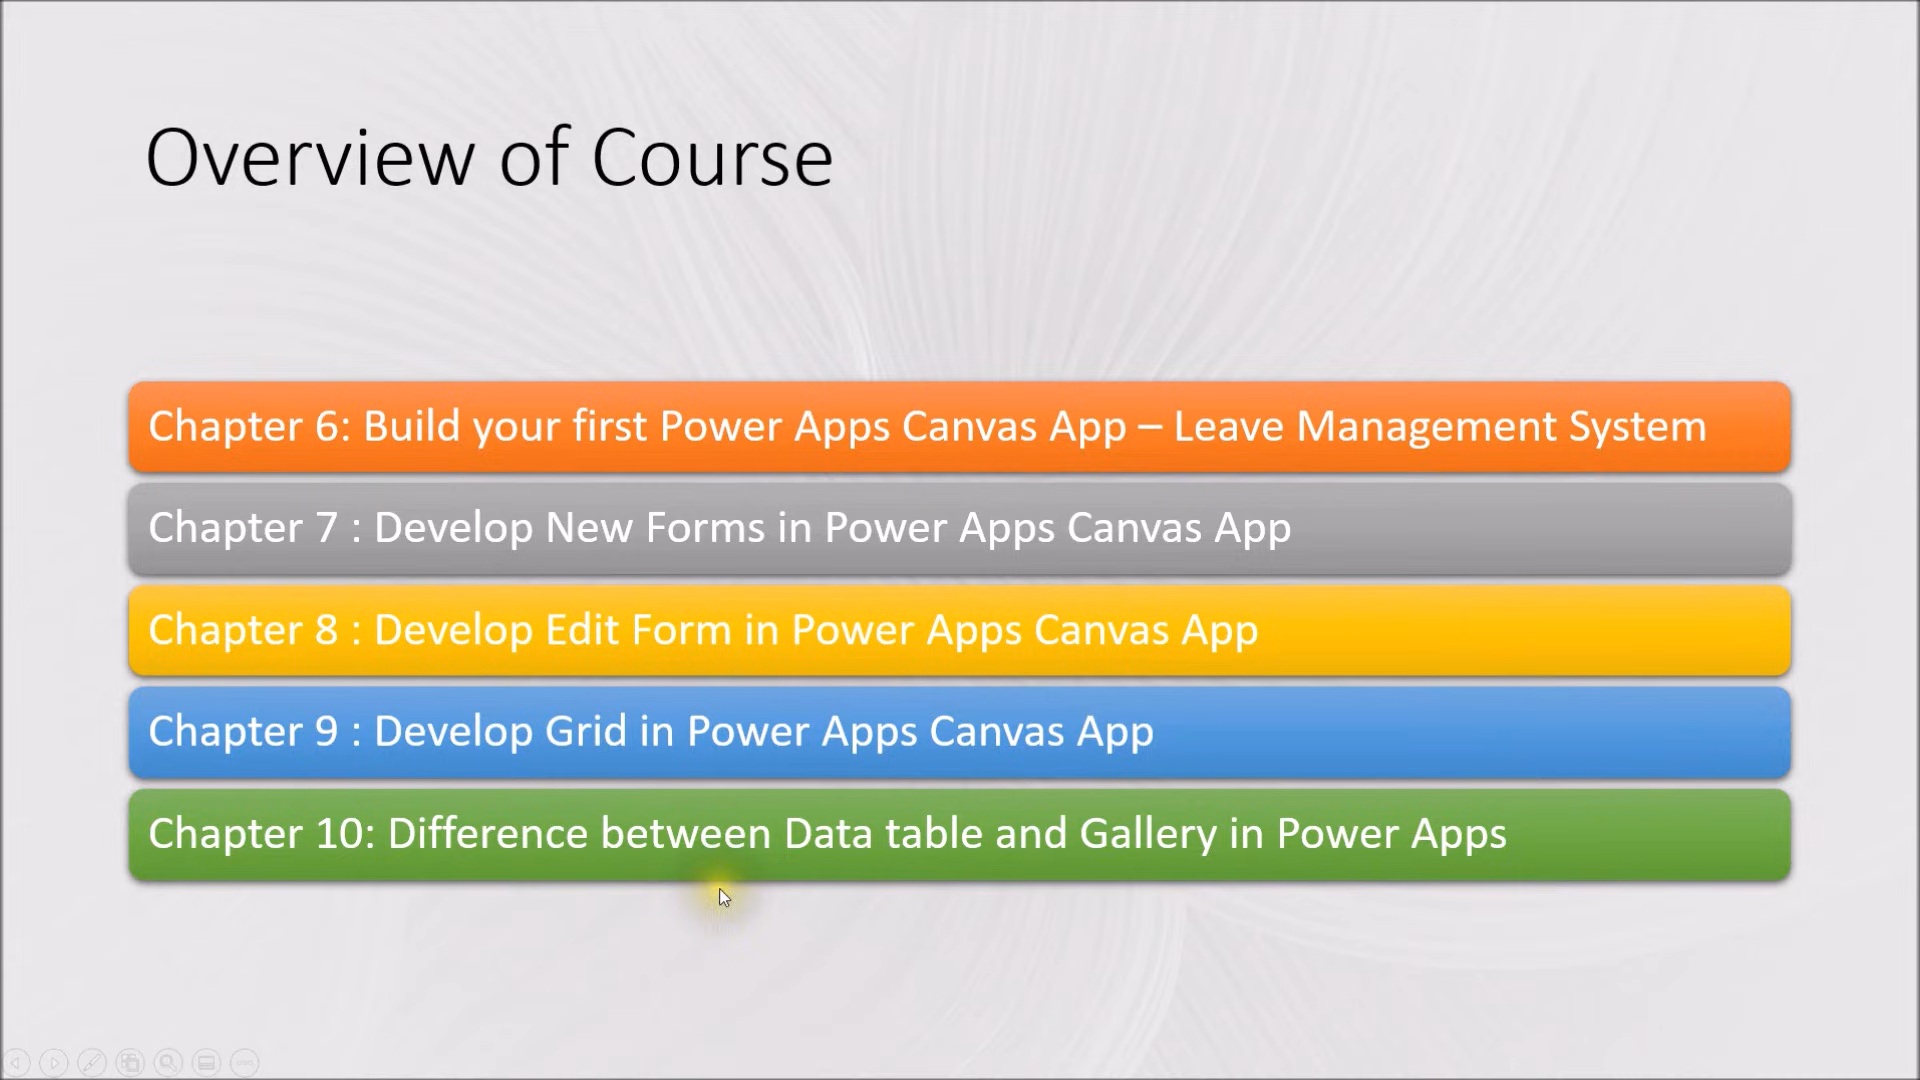 Overview of Course
Chapter 6: Build your first Power Apps Canvas App – Leave Management System
Chapter 7 : Develop New Forms in Power Apps Canvas App
Chapter 8 : Develop Edit Form in Power Apps Canvas App
Chapter 9 : Develop Grid in Power Apps Canvas App
Chapter 10: Difference between Data table and Gallery in Power Apps